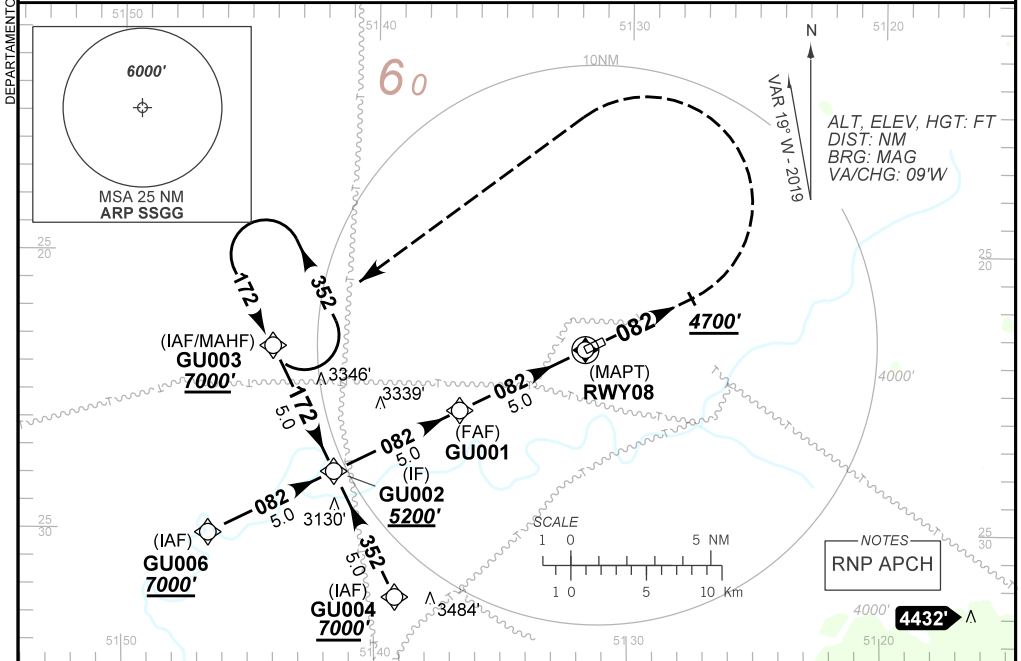 DEPARTAMENTO
51 50
51 40
51 30
51 20
6000'
MSA 25 NM
ARP SSGG
60
10NM
N
VAR 19° W - 2019
ALT, ELEV, HGT: FT
DIST: NM
BRG: MAG
VA/CHG: 09'W
25
20
25
20
172
352
(IAF/MAHF)
GU003
7000'
3346'
3339'
172
5.0
082
4700'
(MAPT)
RWY08
082
5.0
4000'
(FAF)
GU001
082
5.0
(IF)
GU002
5200'
082
5.0
3130'
25
30
25
30
(IAF)
GU006
7000'
352
5.0
(IAF)
GU004
7000'
3484'
SCALE
1 0 5 NM
1 0 5 10 Km
NOTES
RNP APCH
4000'
4432'
51 50
51 40
51 30
51 20